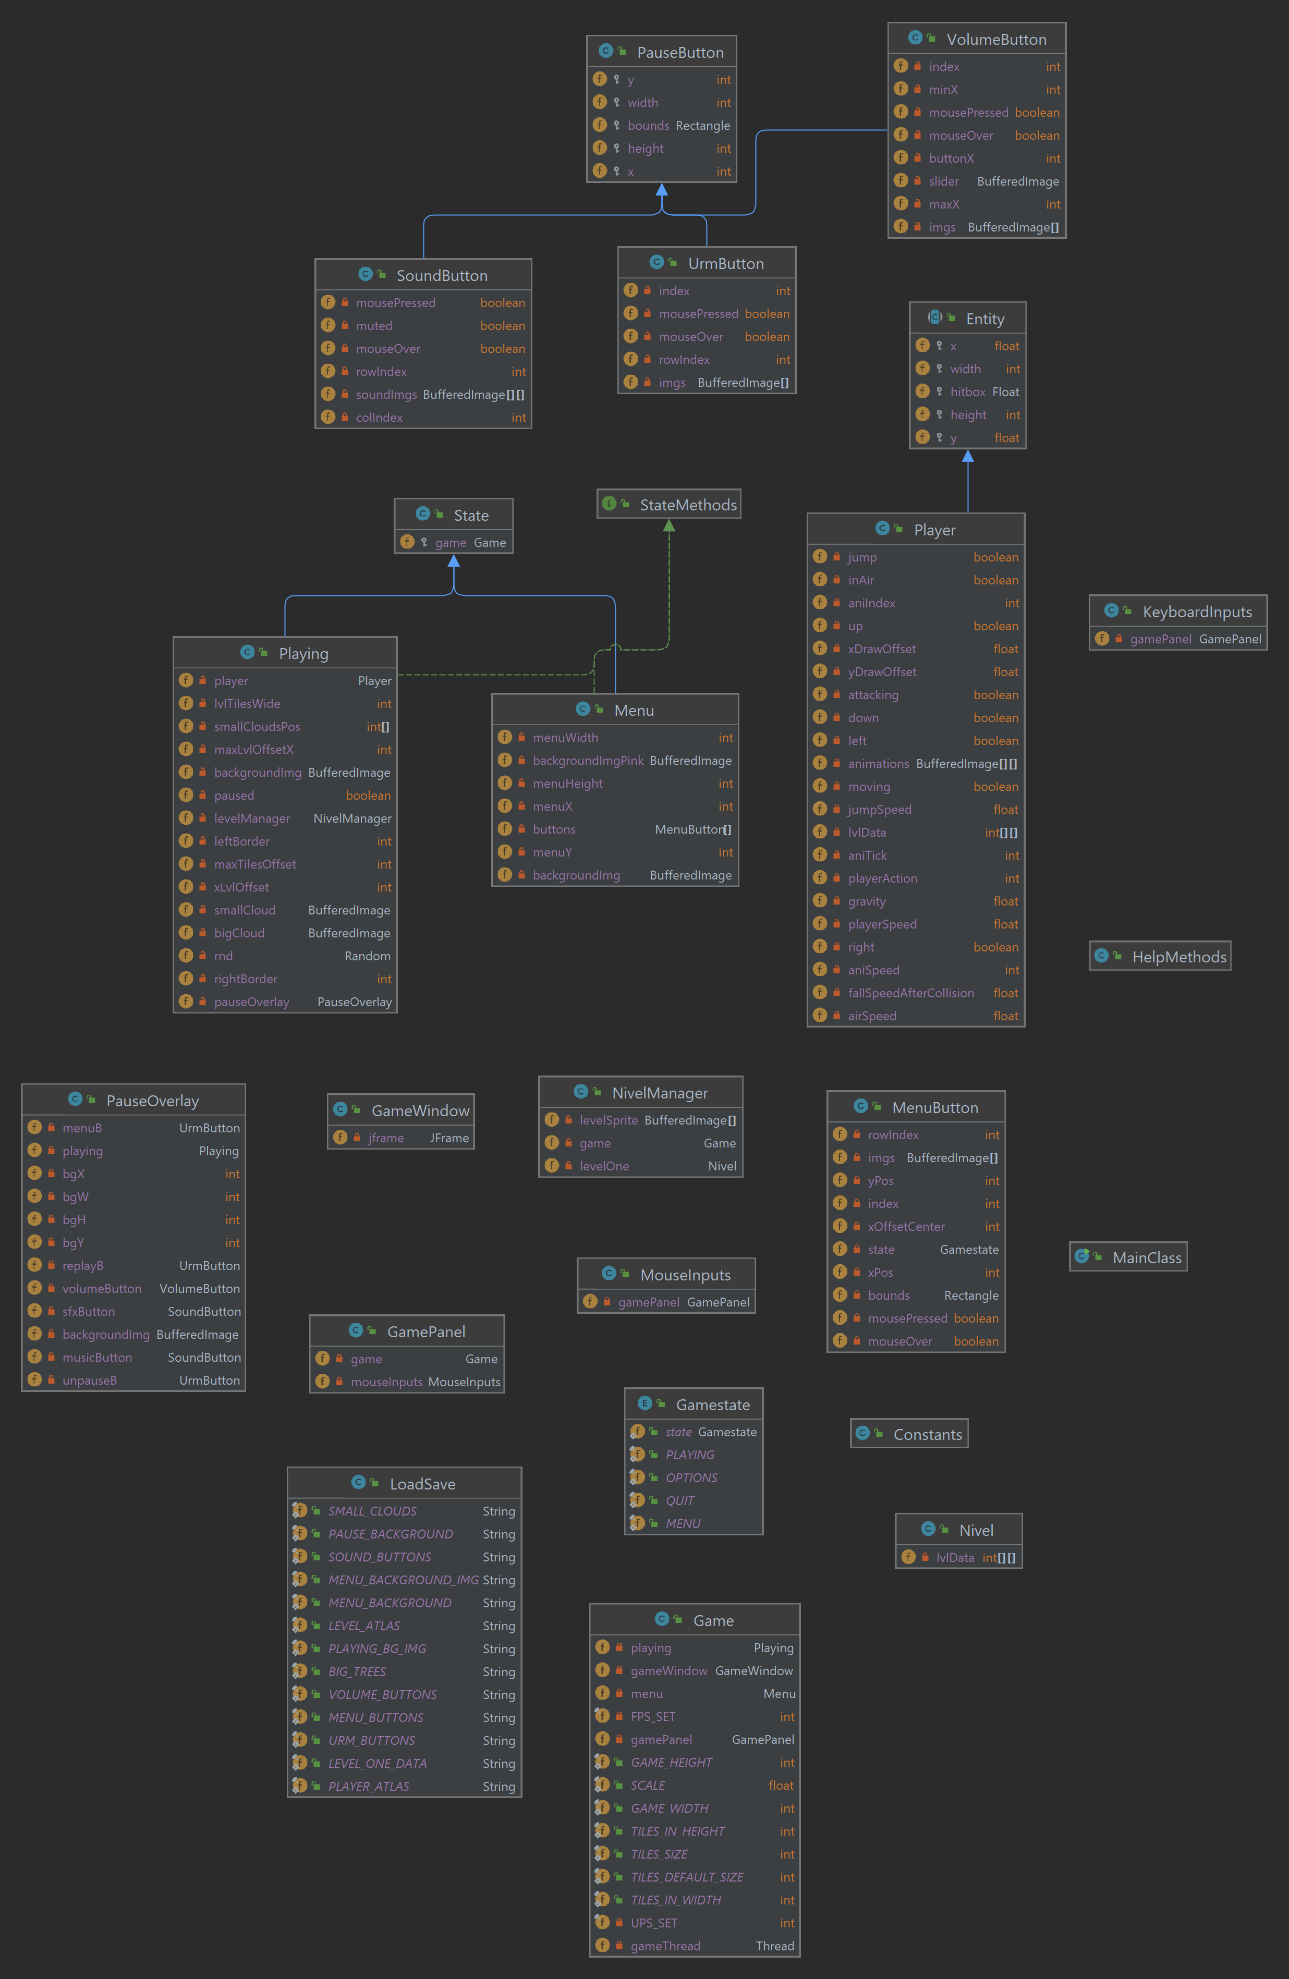 PauseButton
y int
width int
bounds Rectangle
height int
x int
VolumeButton
index int
minX int
mousePressed boolean
mouseOver boolean
buttonX int
slider BufferedImage
maxX int
imgs BufferedImage[]
SoundButton
mousePressed boolean
muted boolean
mouseOver boolean
rowIndex int
soundImgs BufferedImage[][]
colIndex int
UrmButton
index int
mousePressed boolean
mouseOver boolean
rowIndex int
imgs BufferedImage[]
Entity
x float
width int
hitbox Float
height int
y float
State
game Game
StateMethods
Player
jump boolean
inAir boolean
aniIndex int
up boolean
xDrawOffset float
yDrawOffset float
attacking boolean
down boolean
left boolean
animations BufferedImage[][]
moving boolean
jumpSpeed float
lvlData int[][]
aniTick int
playerAction int
gravity float
playerSpeed float
right boolean
aniSpeed int
fallSpeedAfterCollision float
airSpeed float
KeyboardInputs
gamePanel GamePanel
Playing
player Player
lvlTilesWide int
smallCloudsPos int[]
maxLvlOffsetX int
backgroundImg BufferedImage
paused boolean
levelManager NivelManager
leftBorder int
maxTilesOffset int
xLvlOffset int
smallCloud BufferedImage
bigCloud BufferedImage
rnd Random
rightBorder int
pauseOverlay PauseOverlay
Menu
menuWidth int
backgroundImgPink BufferedImage
menuHeight int
menuX int
buttons MenuButton[]
menuY int
backgroundImg BufferedImage
HelpMethods
PauseOverlay
menuB UrmButton
playing Playing
bgX int
bgW int
bgH int
bgY int
replayB UrmButton
volumeButton VolumeButton
sfxButton SoundButton
backgroundImg BufferedImage
musicButton SoundButton
unpauseB UrmButton
GameWindow
jframe JFrame
NivelManager
levelSprite BufferedImage[]
game Game
levelOne Nivel
MenuButton
rowIndex int
imgs BufferedImage[]
yPos int
index int
xOffsetCenter int
state Gamestate
xPos int
bounds Rectangle
mousePressed boolean
mouseOver boolean
MainClass
MouseInputs
gamePanel GamePanel
GamePanel
game Game
mouseInputs MouseInputs
Gamestate
state Gamestate
PLAYING
OPTIONS
QUIT
MENU
Constants
LoadSave
SMALL_CLOUDS String
PAUSE_BACKGROUND String
SOUND_BUTTONS String
MENU_BACKGROUND_IMG String
MENU_BACKGROUND String
LEVEL_ATLAS String
PLAYING_BG_IMG String
BIG_TREES String
VOLUME_BUTTONS String
MENU_BUTTONS String
URM_BUTTONS String
LEVEL_ONE_DATA String
PLAYER_ATLAS String
Nivel
lvlData int[][]
Game
playing Playing
gameWindow GameWindow
menu Menu
FPS_SET int
gamePanel GamePanel
GAME_HEIGHT int
SCALE float
GAME_WIDTH int
TILES_IN_HEIGHT int
TILES_SIZE int
TILES_DEFAULT_SIZE int
TILES_IN_WIDTH int
UPS_SET int
gameThread Thread